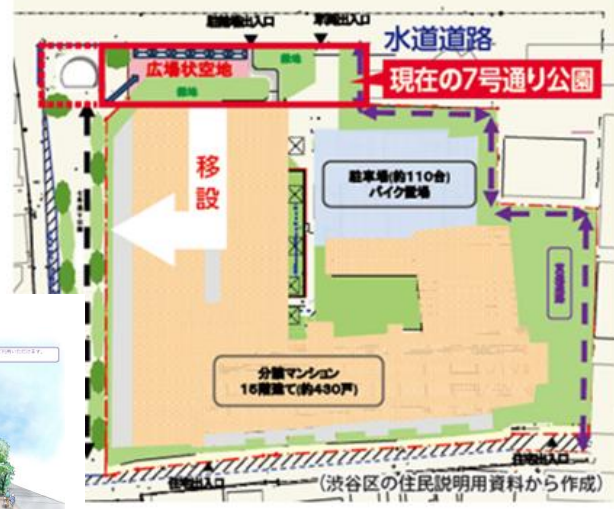 駐輪場出入口
車両出入口
水道道路
広場状空地
緑地
緑地
現在の7号通り公園
移設
駐車場(約110台)
バイク置場
分譲マンション
15階建て(約430戸)
住宅出入口
住宅出入口
(渋谷区の住民説明用資料から作成)